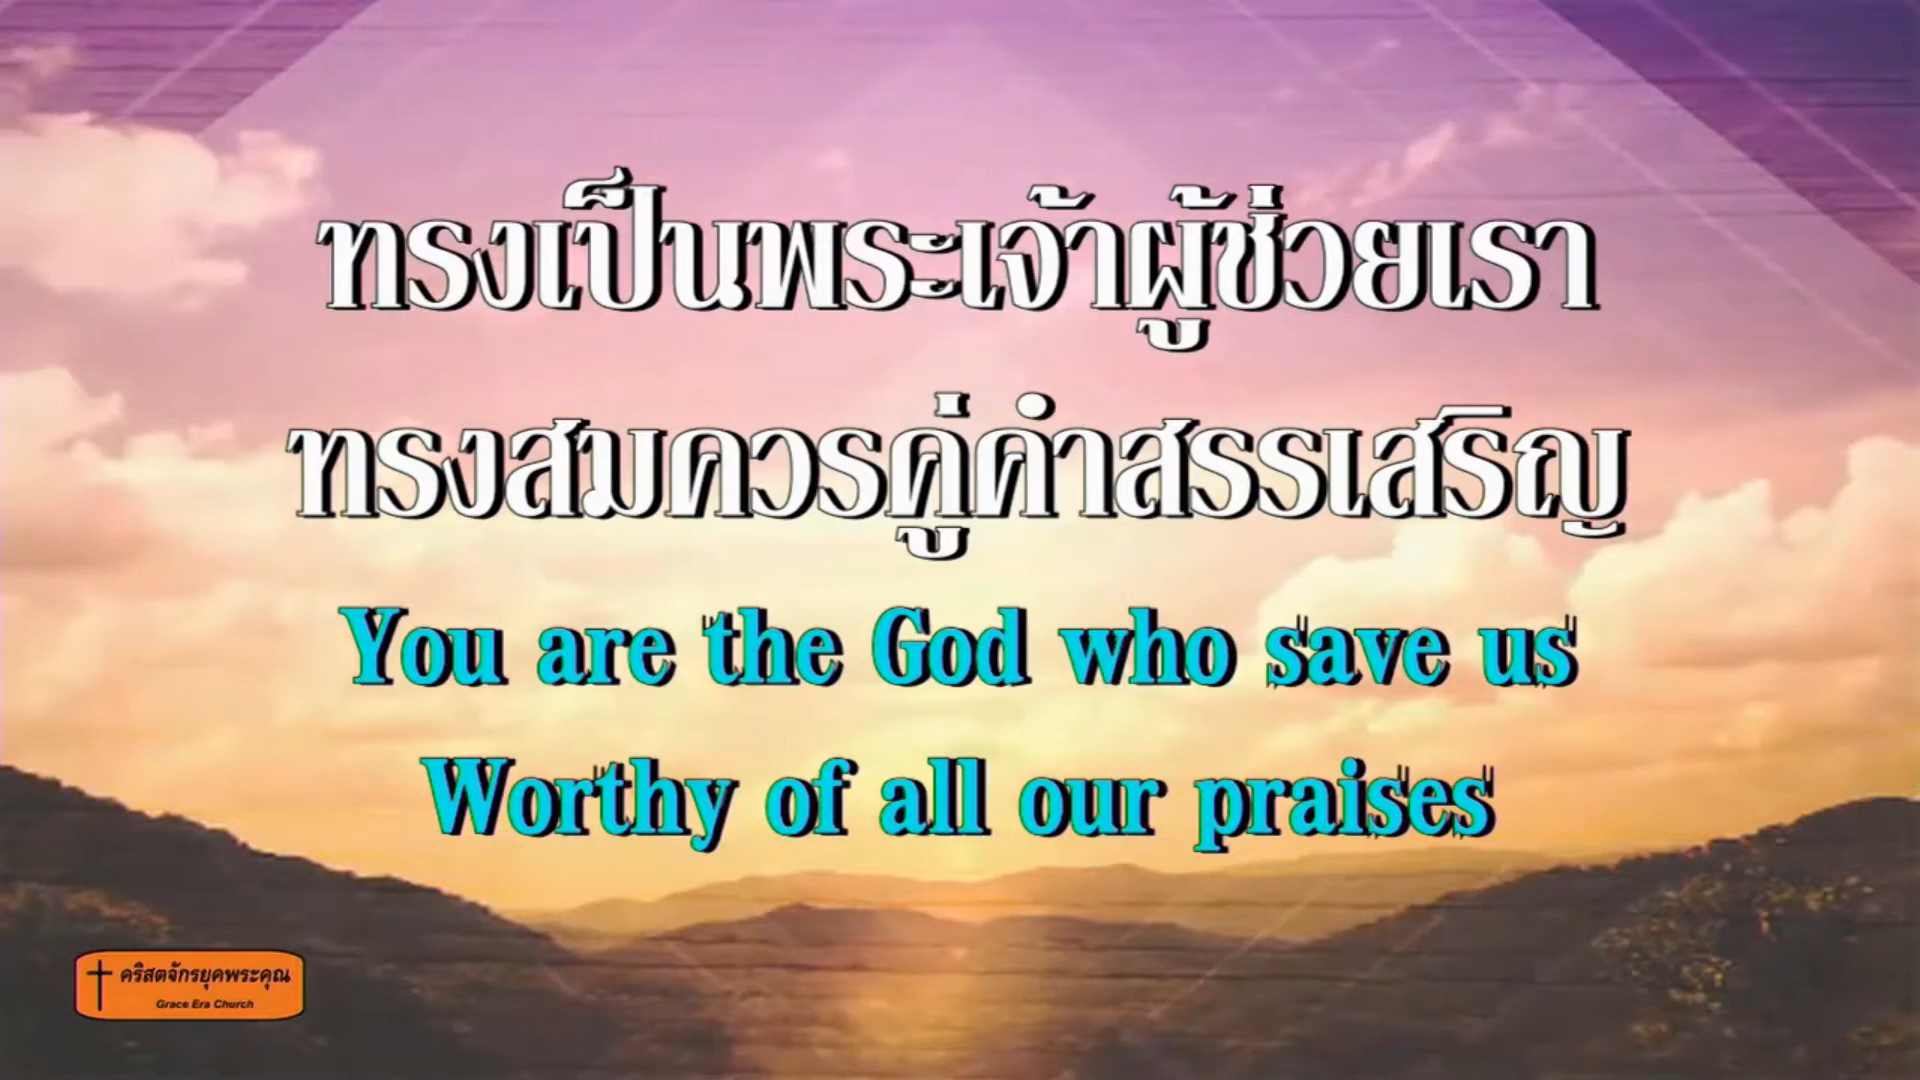 ทรงเป็นพระเจ้าผู้ช่วยเรา
ทรงสมควรคู่คำสรรเสริญ
You are the God who save us
Worthy of all our praises
คริสตจักรยุคพระคุณ
Grace Era Church